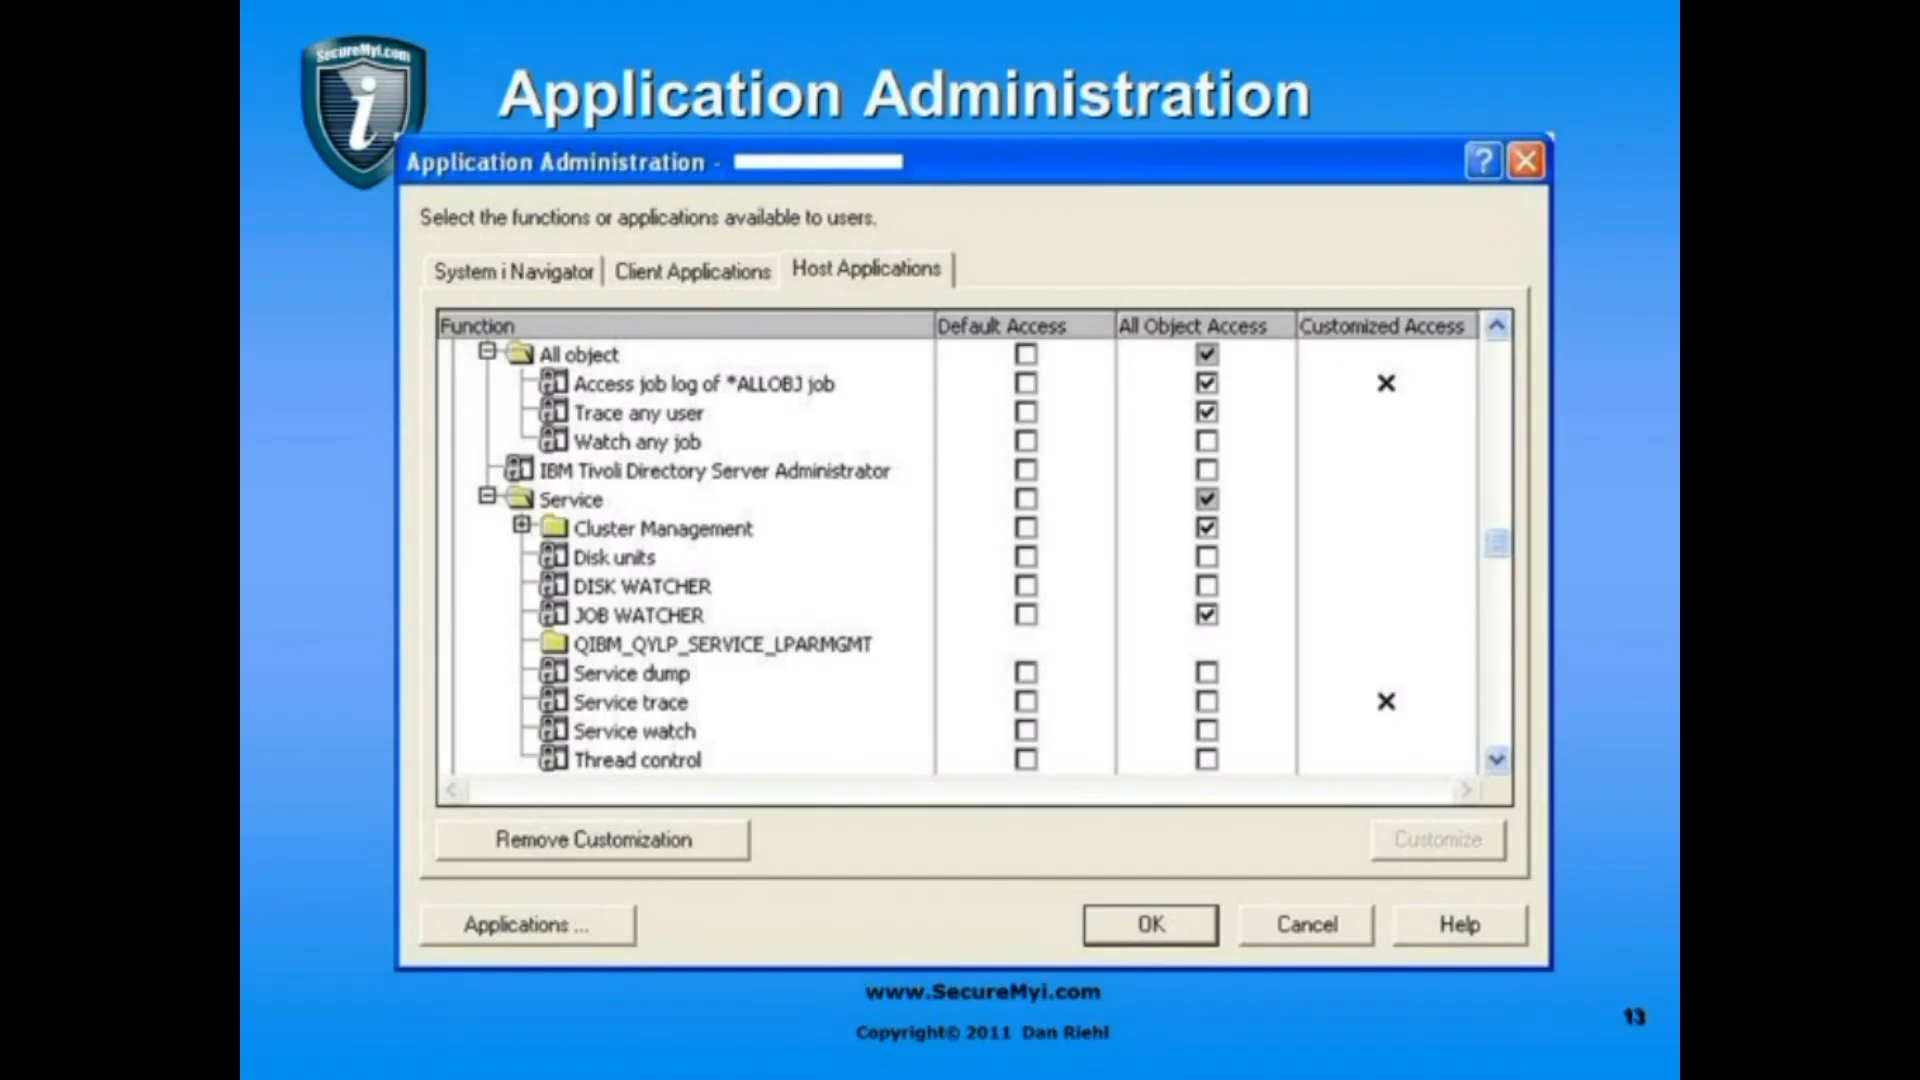 SecureMyi.com
i
Application Administration
Application Administration -
?
Select the functions or applications available to users.
System i Navigator
Client Applications
Host Applications
Function
Default Access
All Object Access
Customized Access
All object
Access job log of *ALLOBJ job
Trace any user
Watch any job
IBM Tivoli Directory Server Administrator
Service
Cluster Management
Disk units
DISK WATCHER
JOB WATCHER
QIBM_QYLP_SERVICE_LPARMGMT
Service dump
Service trace
Service watch
Thread control
Remove Customization
Customize
Applications ...
OK
Cancel
Help
www.SecureMyi.com
Copyright© 2011 Dan Riehl
13